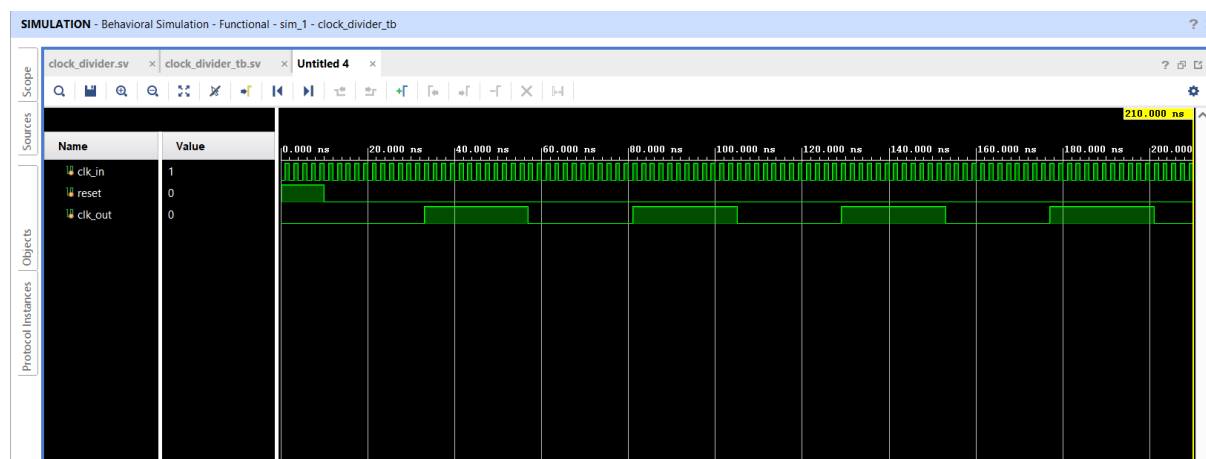 SIMULATION - Behavioral Simulation - Functional - sim_1 - clock_divider_tb ?
clock_divider.sv × clock_divider_tb.sv × Untitled 4 × ?
Scope
Sources
Objects
Protocol Instances
210.000 ns
Name Value
0.000 ns 20.000 ns 40.000 ns 60.000 ns 80.000 ns 100.000 ns 120.000 ns 140.000 ns 160.000 ns 180.000 ns 200.000
clk_in 1
reset 0
clk_out 0